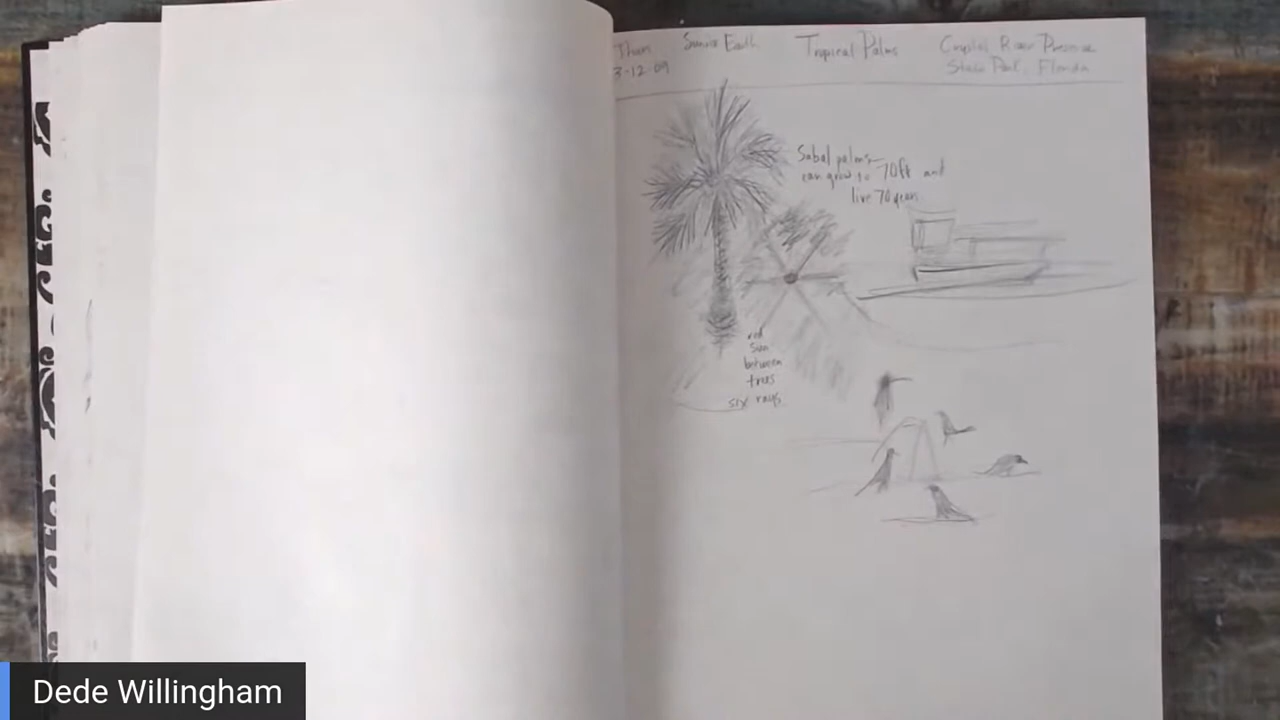 Thurs Sunrise Earth Tropical Palms Crystal River Preserve
3-12-09 State Park, Florida
Sabal palms
can grow to 70ft and
live 70 years
red
Sun
between
trees
six rays
Dede Willingham